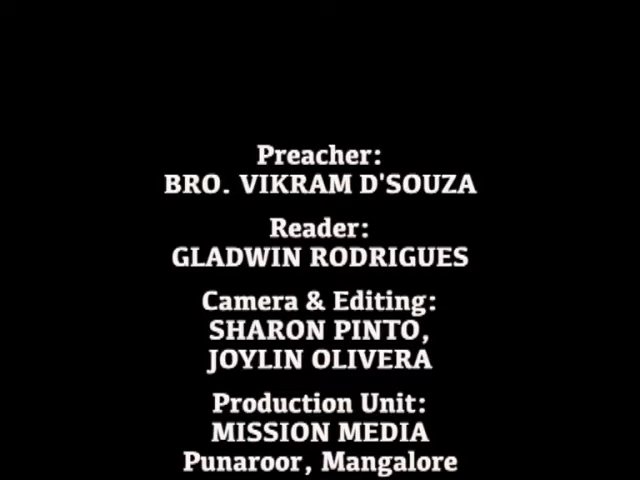 Preacher:
BRO. VIKRAM D'SOUZA
Reader:
GLADWIN RODRIGUES
Camera & Editing:
SHARON PINTO,
JOYLIN OLIVERA
Production Unit:
MISSION MEDIA
Punaroor, Mangalore